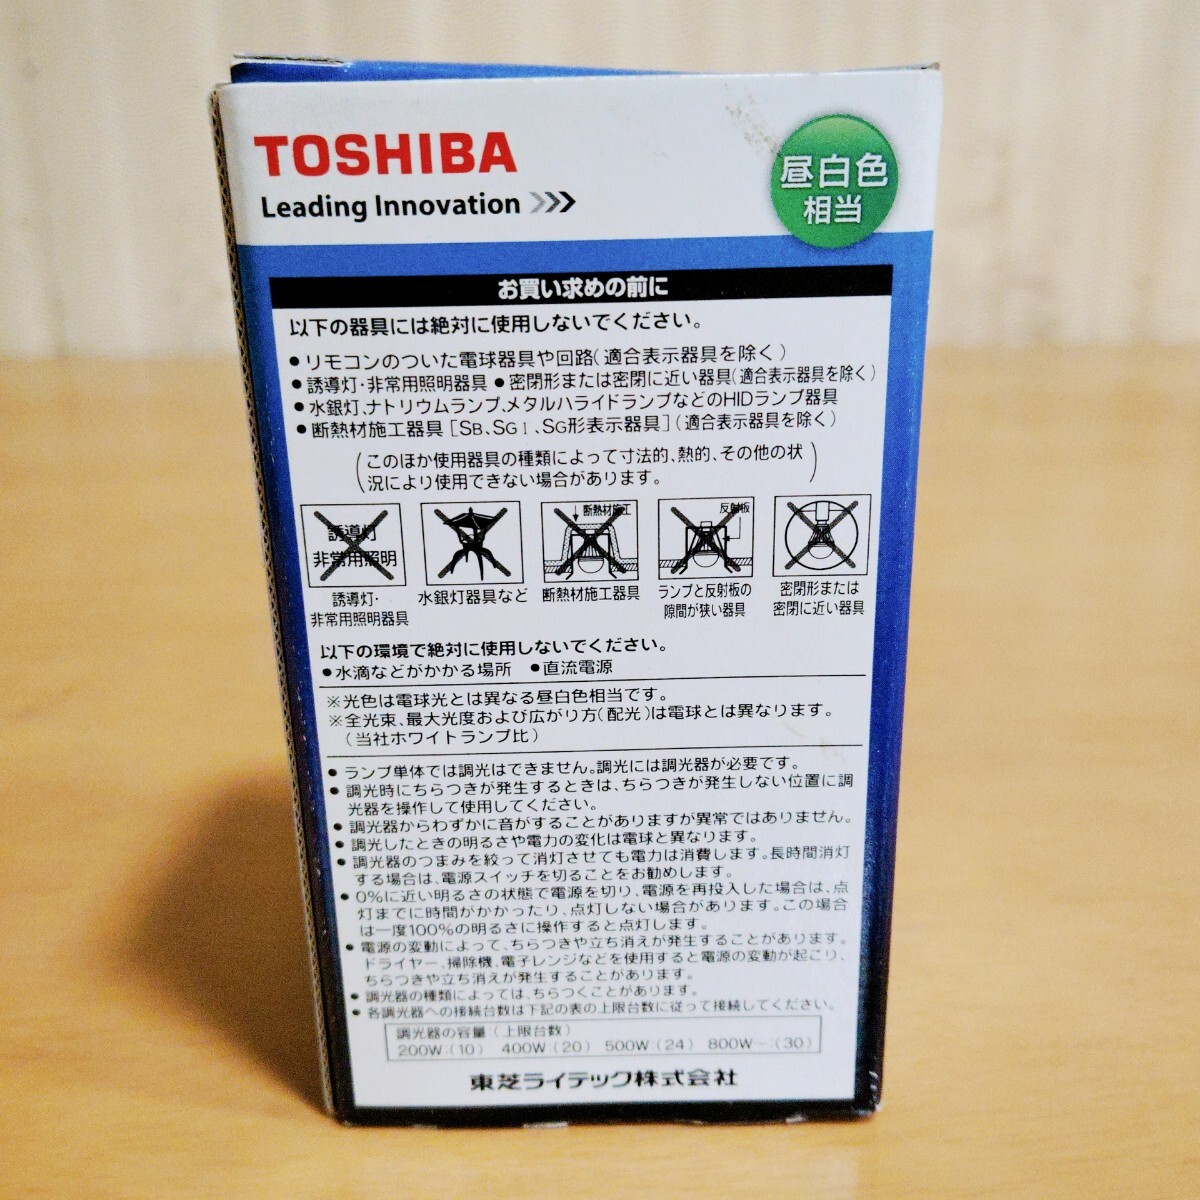 TOSHIBA
Leading Innovation
昼白色
相当
お買い求めの前に
以下の器具には絶対に使用しないでください。
●リモコンのついた電球器具や回路(適合表示器具を除く)
●誘導灯・非常用照明器具 ●密閉形または密閉に近い器具(適合表示器具を除く)
●水銀灯、ナトリウムランプ、メタルハライドランプなどのHIDランプ器具
●断熱材施工器具[SB、SGI、SG形表示器具](適合表示器具を除く)
(このほか使用器具の種類によって寸法的、熱的、その他の状
況により使用できない場合があります。)
誘導灯
非常用照明
断熱材施工
反射板
誘導灯・
非常用照明器具
水銀灯器具など
断熱材施工器具
ランプと反射板の
隙間が狭い器具
密閉形または
密閉に近い器具
以下の環境で絶対に使用しないでください。
●水滴などがかかる場所 ●直流電源
※光色は電球光とは異なる昼白色相当です。
※全光束、最大光度および広がり方(配光)は電球とは異なります。
(当社ホワイトランプ比)
●ランプ単体では調光はできません。調光には調光器が必要です。
●調光時にちらつきが発生するときは、ちらつきが発生しない位置に調
光器を操作して使用してください。
●調光器からわずかに音がすることがありますが異常ではありません。
●調光したときの明るさや電力の変化は電球と異なります。
●調光器のつまみを絞って消灯させても電力は消費します。長時間消灯
する場合は、電源スイッチを切ることをお勧めします。
●0%に近い明るさの状態で電源を切り、電源を再投入した場合は、点
灯までに時間がかかったり、点灯しない場合があります。この場合
は一度100%の明るさに操作すると点灯します。
●電源の変動によって、ちらつきや立ち消えが発生することがあります。
ドライヤー、掃除機、電子レンジなどを使用すると電源の変動が起こり、
ちらつきや立ち消えが発生することがあります。
●調光器の種類によっては、ちらつくことがあります。
●各調光器への接続台数は下記の表の上限台数に従って接続してください。
調光器の容量:(上限台数)
200W:(10) 400W:(20) 500W:(24) 800W~:(30)
東芝ライテック株式会社